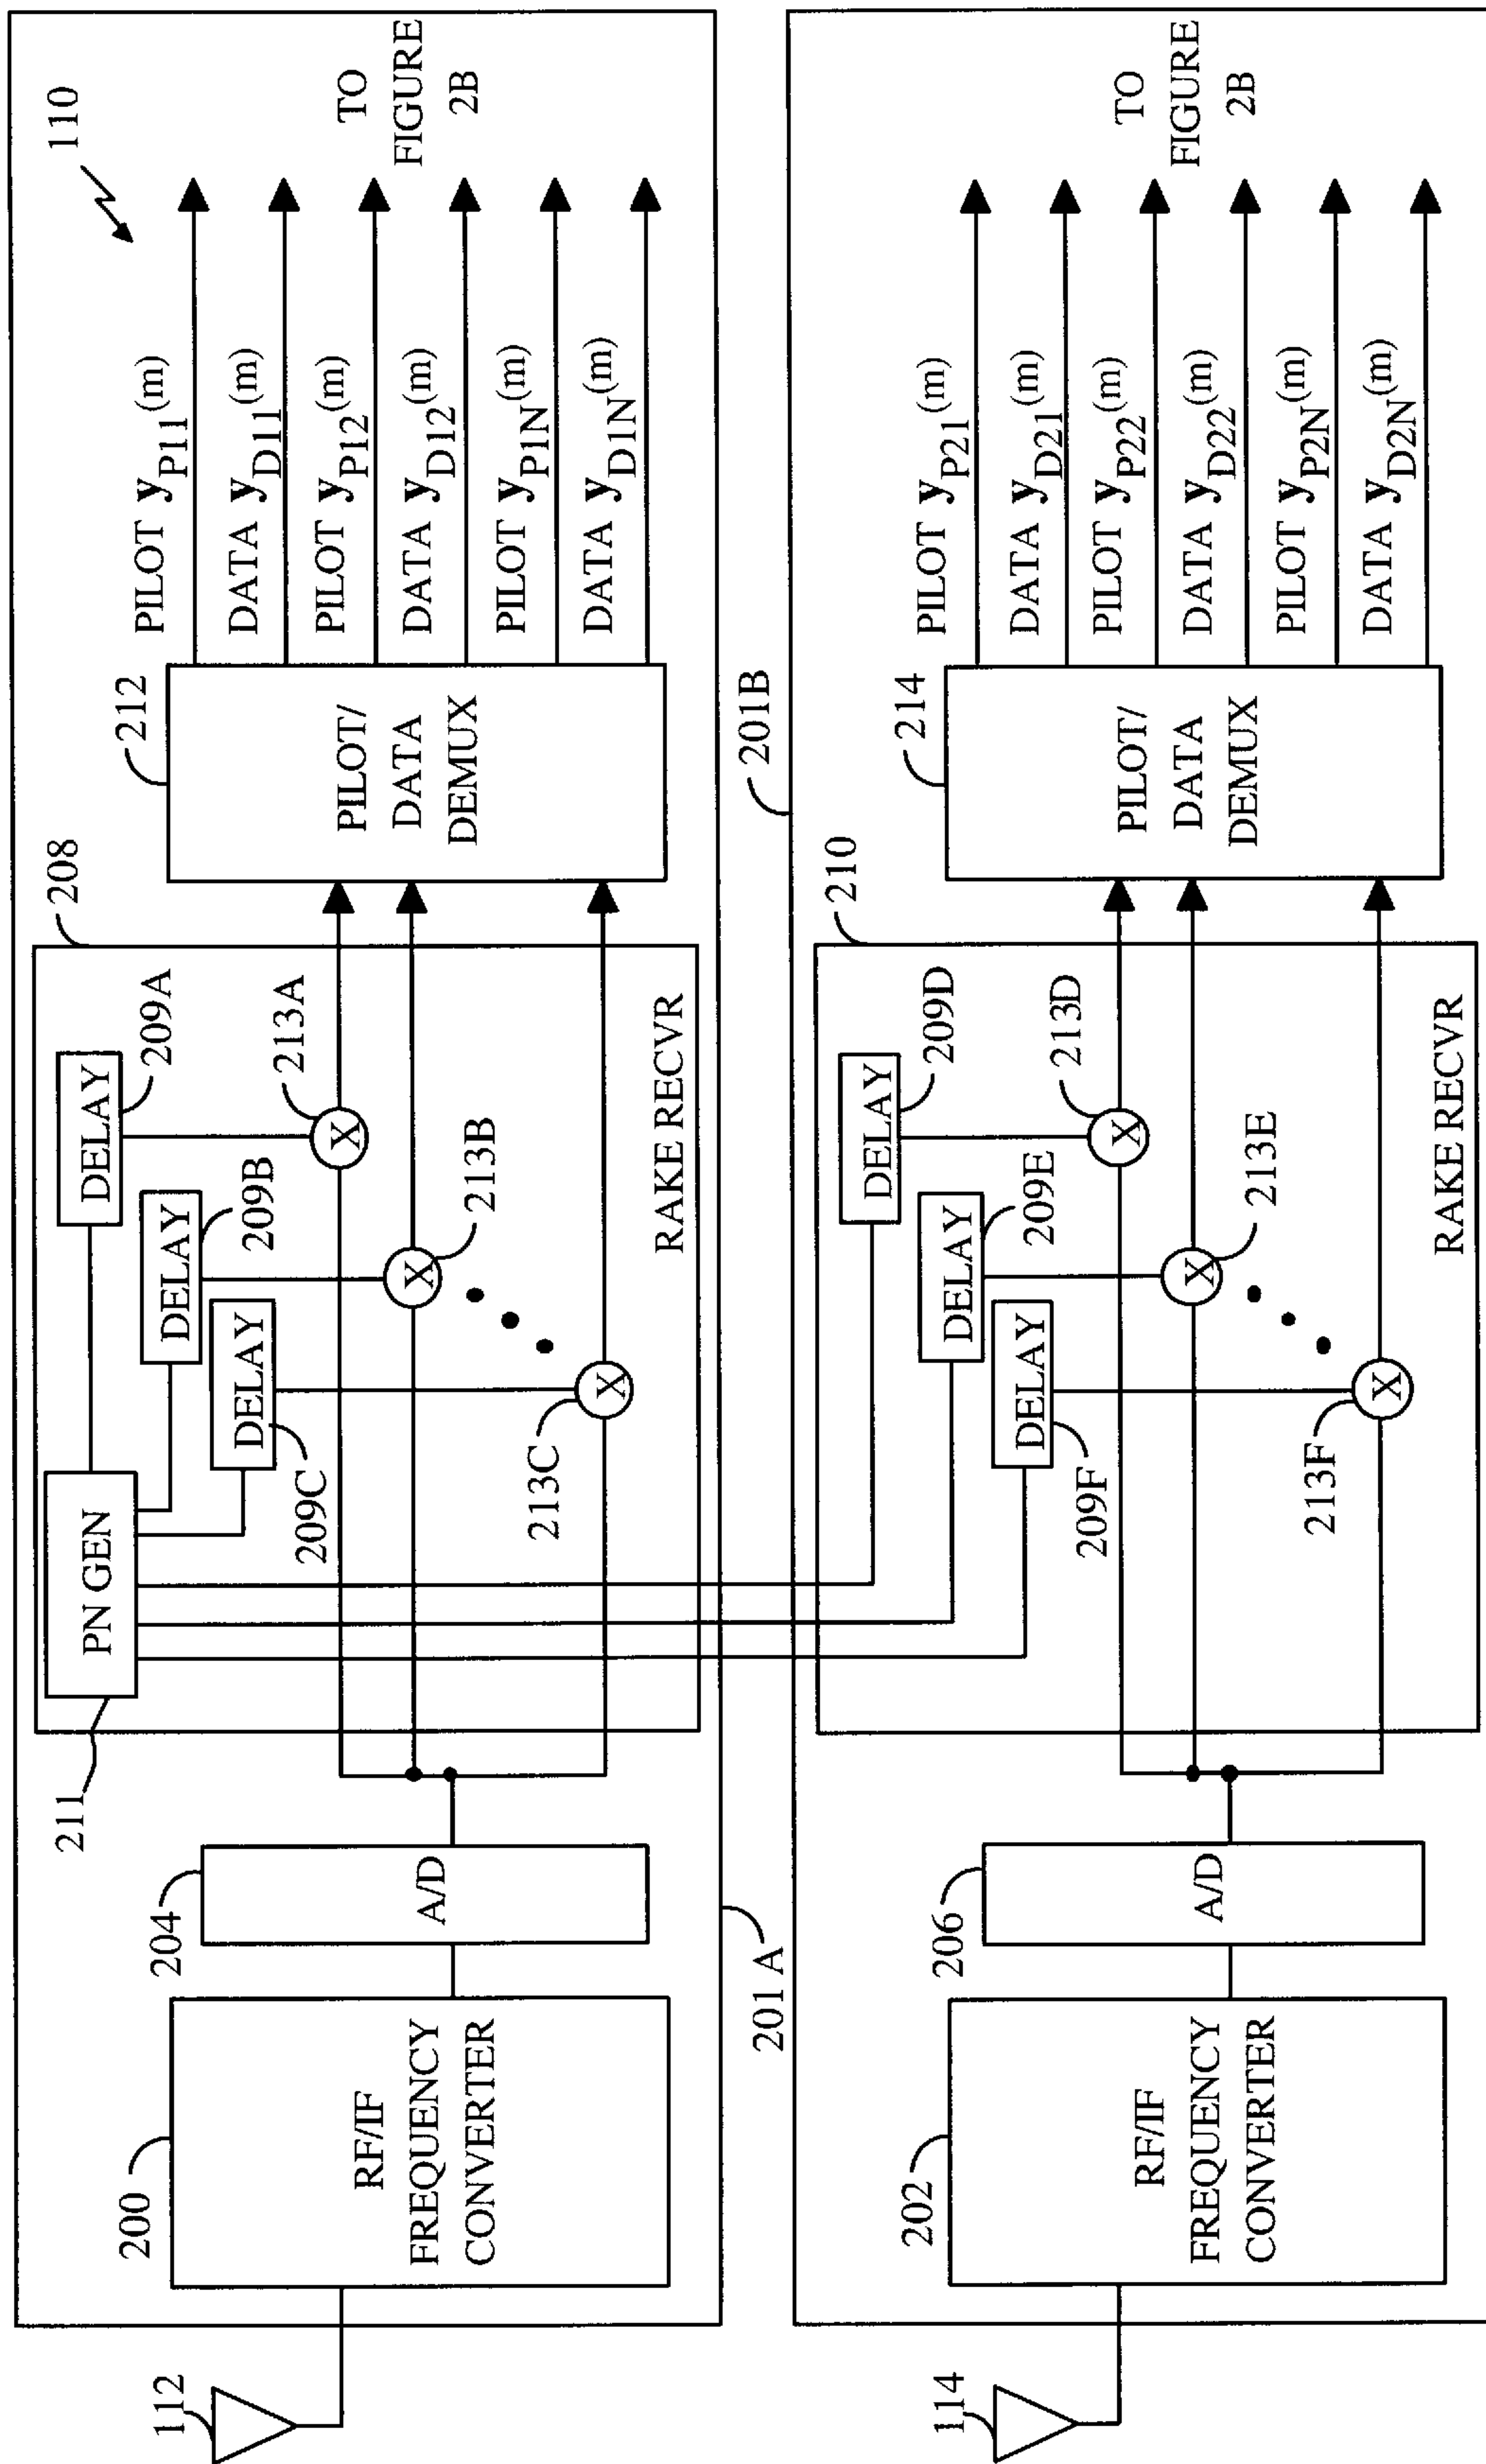 110
112
200
RF/IF
FREQUENCY
CONVERTER
204
A/D
211
PN GEN
208
DELAY
209A
DELAY
209B
DELAY
209C
213A
X
213B
X
213C
X
RAKE RECVR
212
PILOT/
DATA
DEMUX
PILOT yP11(m)
DATA yD11(m)
PILOT yP12(m)
DATA yD12(m)
PILOT yP1N(m)
DATA yD1N(m)
TO
FIGURE
2B
201 A
201B
114
202
RF/IF
FREQUENCY
CONVERTER
206
A/D
210
DELAY
209D
DELAY
209E
DELAY
209F
213D
X
213E
X
213F
X
RAKE RECVR
214
PILOT/
DATA
DEMUX
PILOT yP21(m)
DATA yD21(m)
PILOT yP22(m)
DATA yD22(m)
PILOT yP2N(m)
DATA yD2N(m)
TO
FIGURE
2B